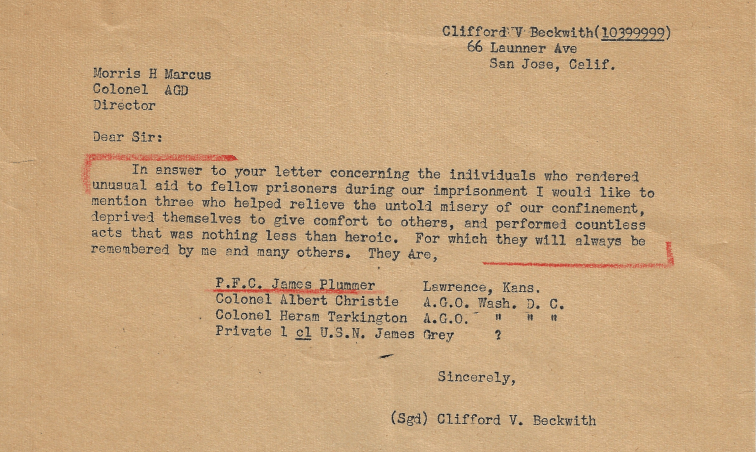 Clifford V Beckwith(10399999)
66 Launner Ave
San Jose, Calif.
Morris H Marcus
Colonel AGD
Director
Dear Sir:
In answer to your letter concerning the individuals who rendered
unusual aid to fellow prisoners during our imprisonment I would like to
mention three who helped relieve the untold misery of our confinement,
deprived themselves to give comfort to others, and performed countless
acts that was nothing less than heroic. For which they will always be
remembered by me and many others. They Are,
P.F.C. James Plummer Lawrence, Kans.
Colonel Albert Christie A.G.O. Wash. D. C.
Colonel Heram Tarkington A.G.O. " " "
Private 1 cl U.S.N. James Grey ?
Sincerely,
(Sgd) Clifford V. Beckwith